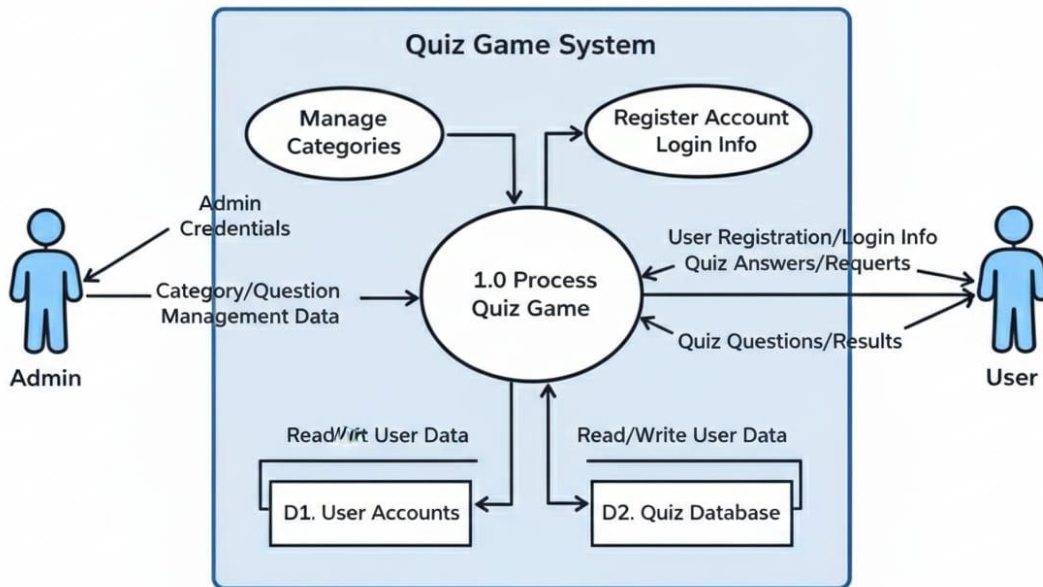 Quiz Game System
Manage
Categories
Register Account
Login Info
Admin
Credentials
User Registration/Login Info
Quiz Answers/Requerts
1.0 Process
Quiz Game
Category/Question
Management Data
Quiz Questions/Results
Admin
User
User Data
Read/Write User Data
D1. User Accounts
D2. Quiz Database